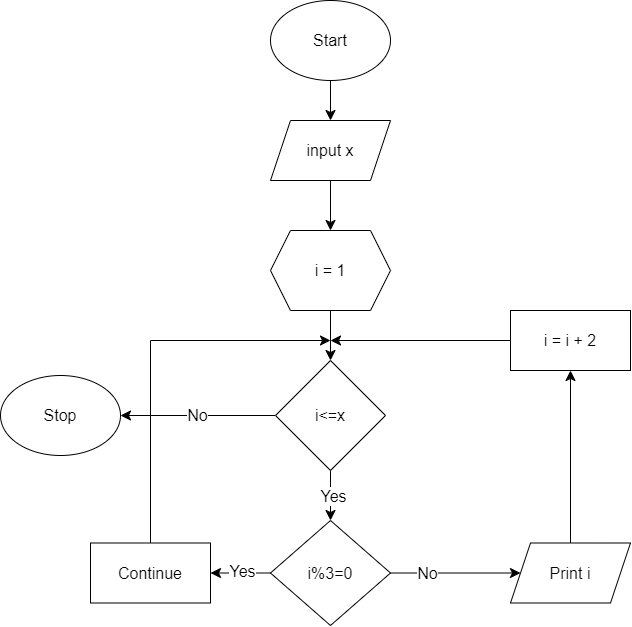 Start
input x
i = 1
i = i + 2
Stop
No
i<=x
Yes
Continue
Yes
i%3=0
No
Print i